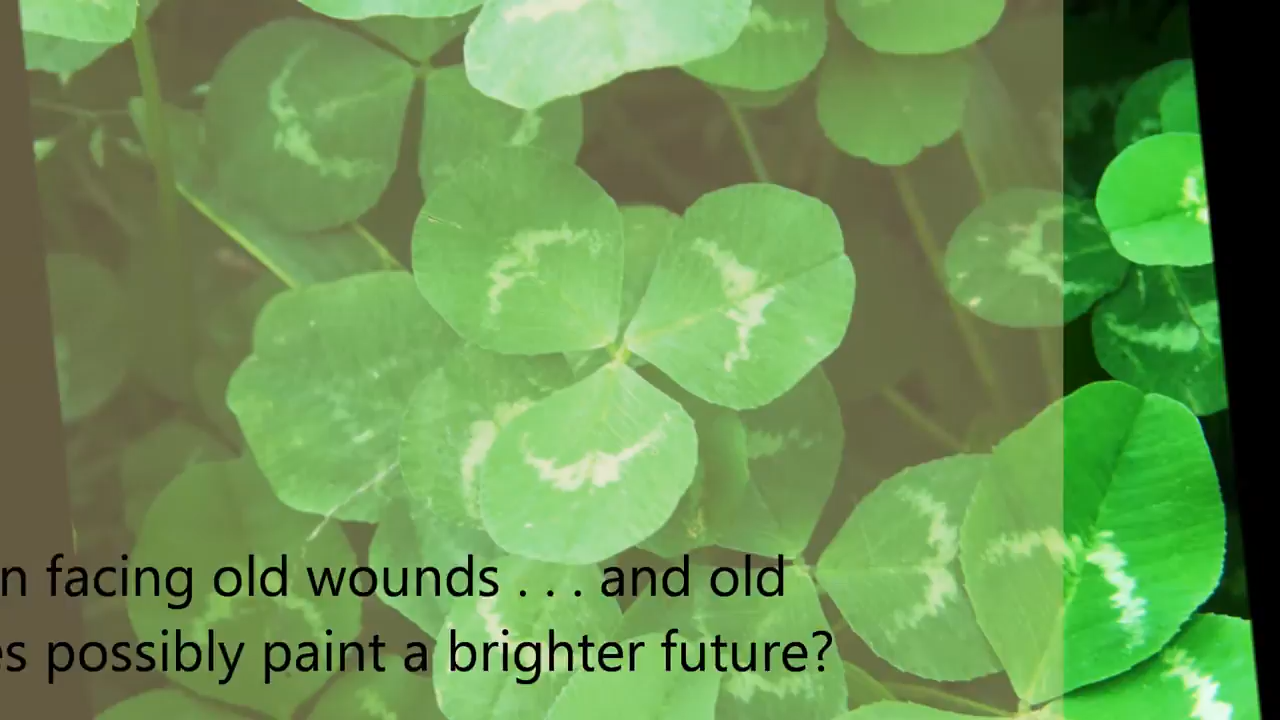 n facing old wounds . . . and old
s possibly paint a brighter future?